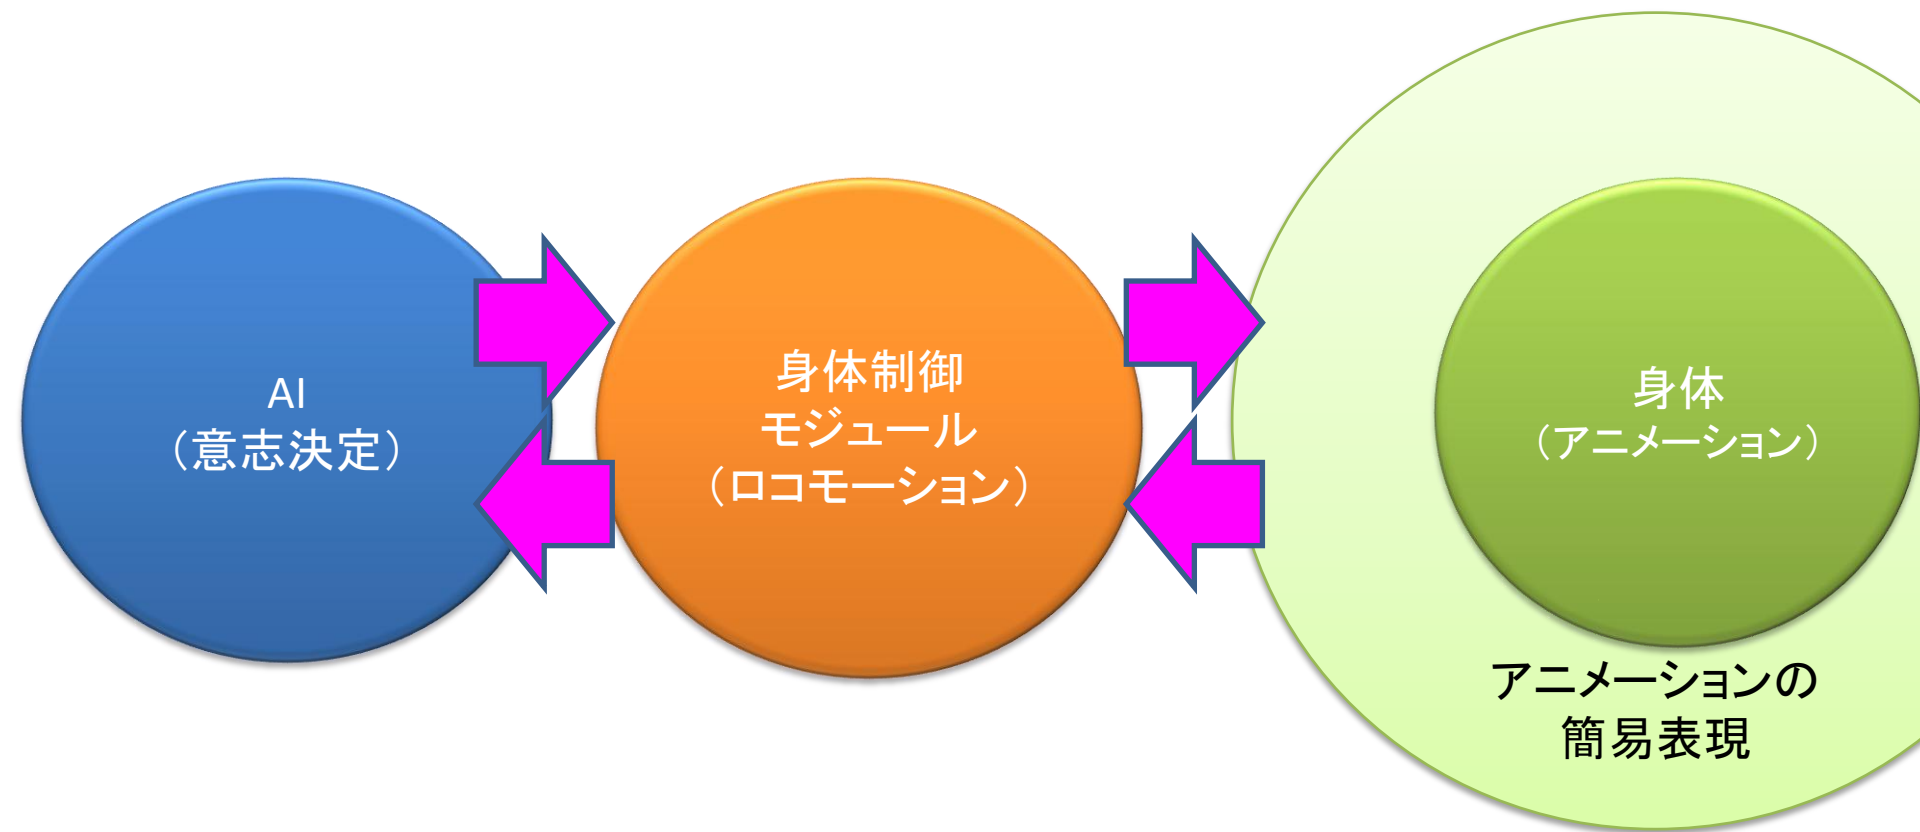 AI
（意志決定）
身体制御
モジュール
（ロコモーション）
身体
（アニメーション）
アニメーションの
簡易表現